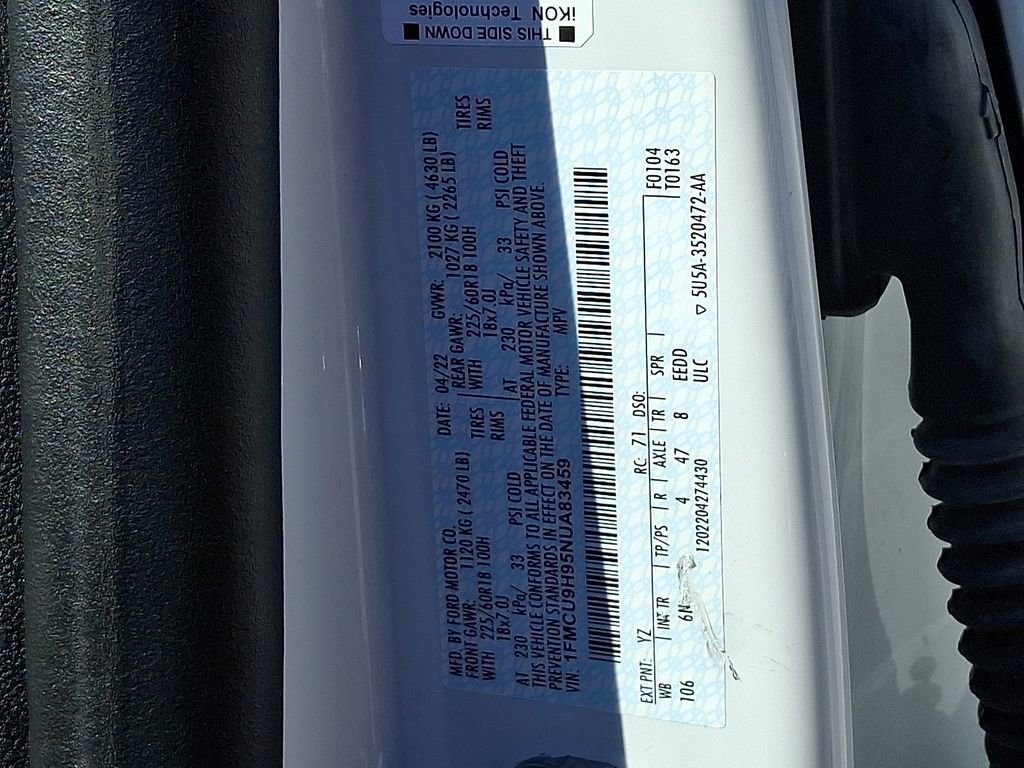 THIS SIDE DOWN
iKON Technologies
MFD. BY FORD MOTOR CO. DATE: 04/22 GVWR: 2100 KG ( 4630 LB)
FRONT GAWR: 1120 KG ( 2470 LB) REAR GAWR: 1027 KG ( 2265 LB)
WITH 225/60R18 100H TIRES WITH 225/60R18 100H TIRES
18x7.0J RIMS 18x7.0J RIMS
AT 230 kPa/ 33 PSI COLD AT 230 kPa/ 33 PSI COLD
THIS VEHICLE CONFORMS TO ALL APPLICABLE FEDERAL MOTOR VEHICLE SAFETY AND THEFT
PREVENTION STANDARDS IN EFFECT ON THE DATE OF MANUFACTURE SHOWN ABOVE.
VIN: 1FMCU9H95NUA83459 TYPE: MPV
EXT PNT: YZ RC: 71 DSO: F0104
WB INT TR TP/PS R AXLE TR SPR T0163
106 6N 4 47 8 EEDD
1202204274430 ULC ▽ 5U5A-3520472-AA